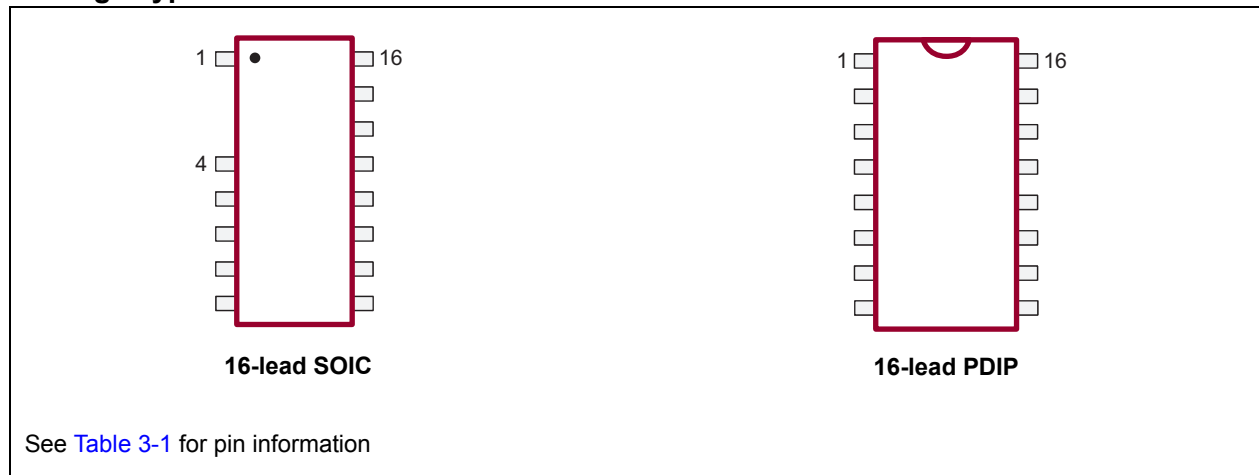 1 16
4
1 16
16-lead SOIC
16-lead PDIP
See Table 3-1 for pin information